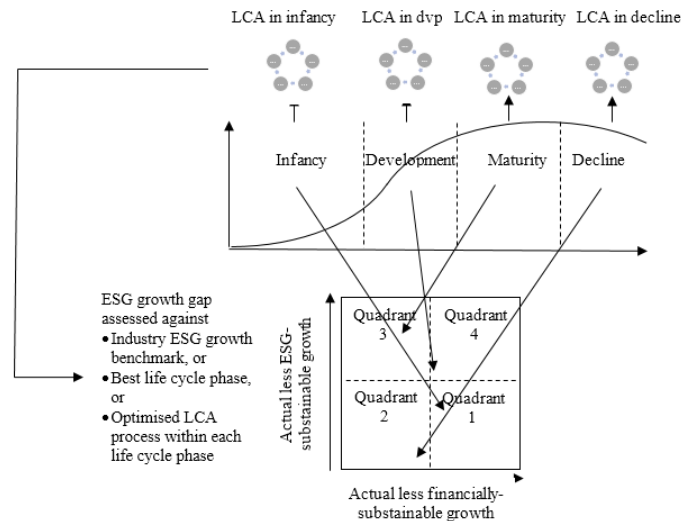 LCA in infancy LCA in dvp LCA in maturity LCA in decline
Infancy Development Maturity Decline
ESG growth gap
assessed against
•Industry ESG growth
benchmark, or
•Best life cycle phase,
or
•Optimised LCA
process within each
life cycle phase
Actual less ESG-
substainable growth
Quadrant
3
Quadrant
4
Quadrant
2
Quadrant
1
Actual less financially-
substainable growth